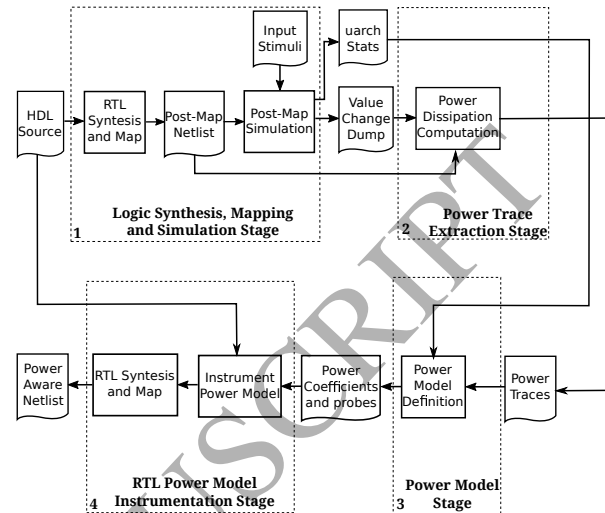 Input
Stimuli
uarch
Stats
HDL
Source
RTL
Syntesis
and Map
Post-Map
Netlist
Post-Map
Simulation
Value
Change
Dump
Power
Dissipation
Computation
1
Logic Synthesis, Mapping
and Simulation Stage
2
Power Trace
Extraction Stage
Power
Aware
Netlist
RTL Syntesis
and Map
Instrument
Power Model
Power
Coefficients
and probes
Power
Model
Definition
Power
Traces
4
RTL Power Model
Instrumentation Stage
3
Power Model
Stage
USCRIPT